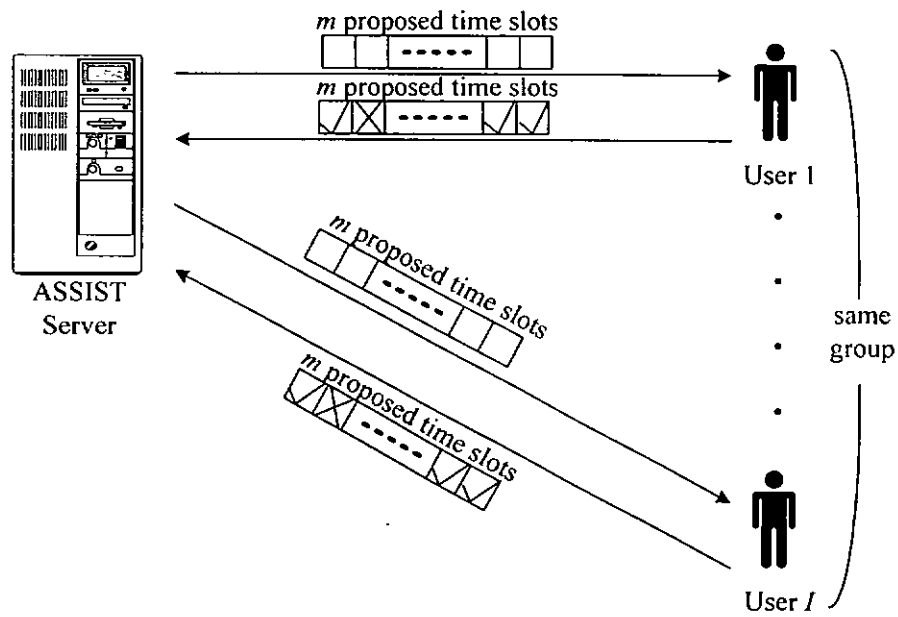 m proposed time slots
m proposed time slots
User 1
m proposed time slots
ASSIST
Server
same
group
m proposed time slots
User I